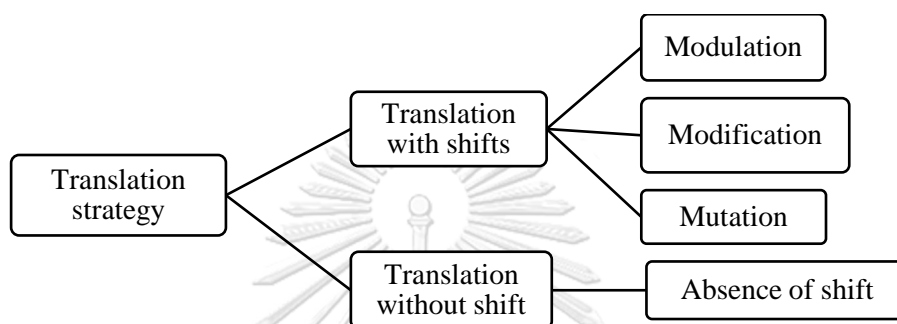 Translation
strategy
Translation
with shifts
Modulation
Modification
Mutation
Translation
without shift
Absence of shift